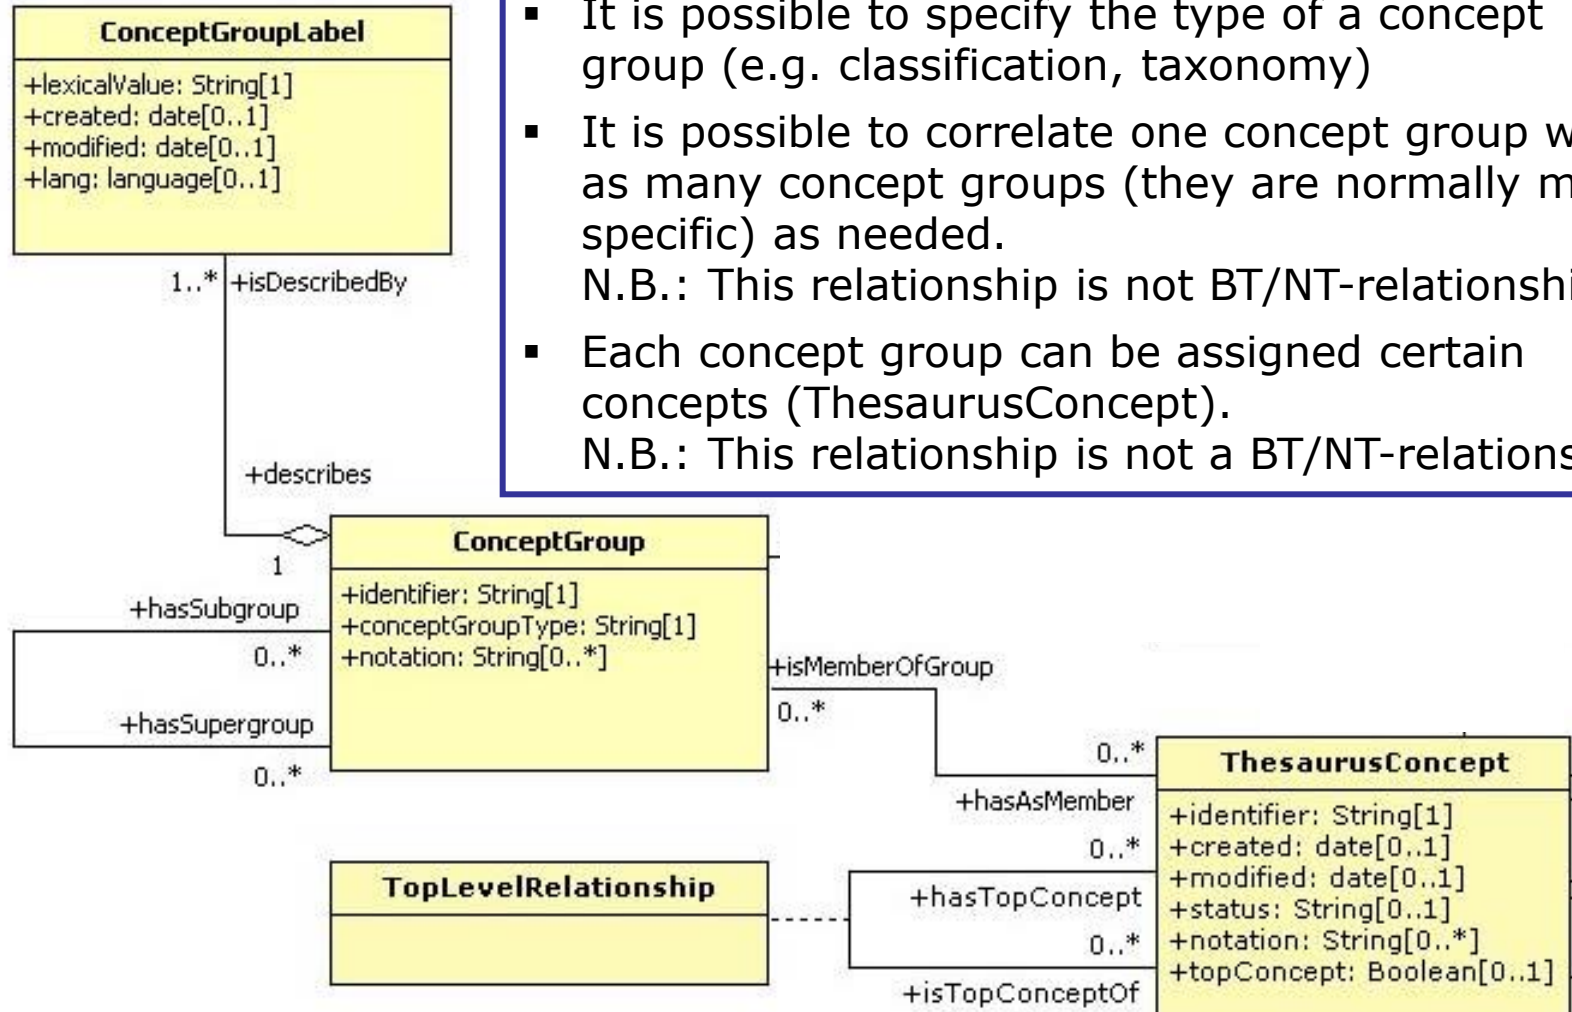 ConceptGroupLabel
+lexicalValue: String[1]
+created: date[0..1]
+modified: date[0..1]
+lang: language[0..1]
▪ It is possible to specify the type of a concept
group (e.g. classification, taxonomy)
▪ It is possible to correlate one concept group w
as many concept groups (they are normally m
specific) as needed.
N.B.: This relationship is not BT/NT-relationshi
▪ Each concept group can be assigned certain
concepts (ThesaurusConcept).
N.B.: This relationship is not a BT/NT-relations
1..* +isDescribedBy
+describes
1
ConceptGroup
+identifier: String[1]
+conceptGroupType: String[1]
+notation: String[0..*]
+hasSubgroup
0..*
+hasSupergroup
0..*
+isMemberOfGroup
0..*
0..*
+hasAsMember
ThesaurusConcept
+identifier: String[1]
+created: date[0..1]
+modified: date[0..1]
+status: String[0..1]
+notation: String[0..*]
+topConcept: Boolean[0..1]
TopLevelRelationship
0..*
+hasTopConcept
0..*
+isTopConceptOf